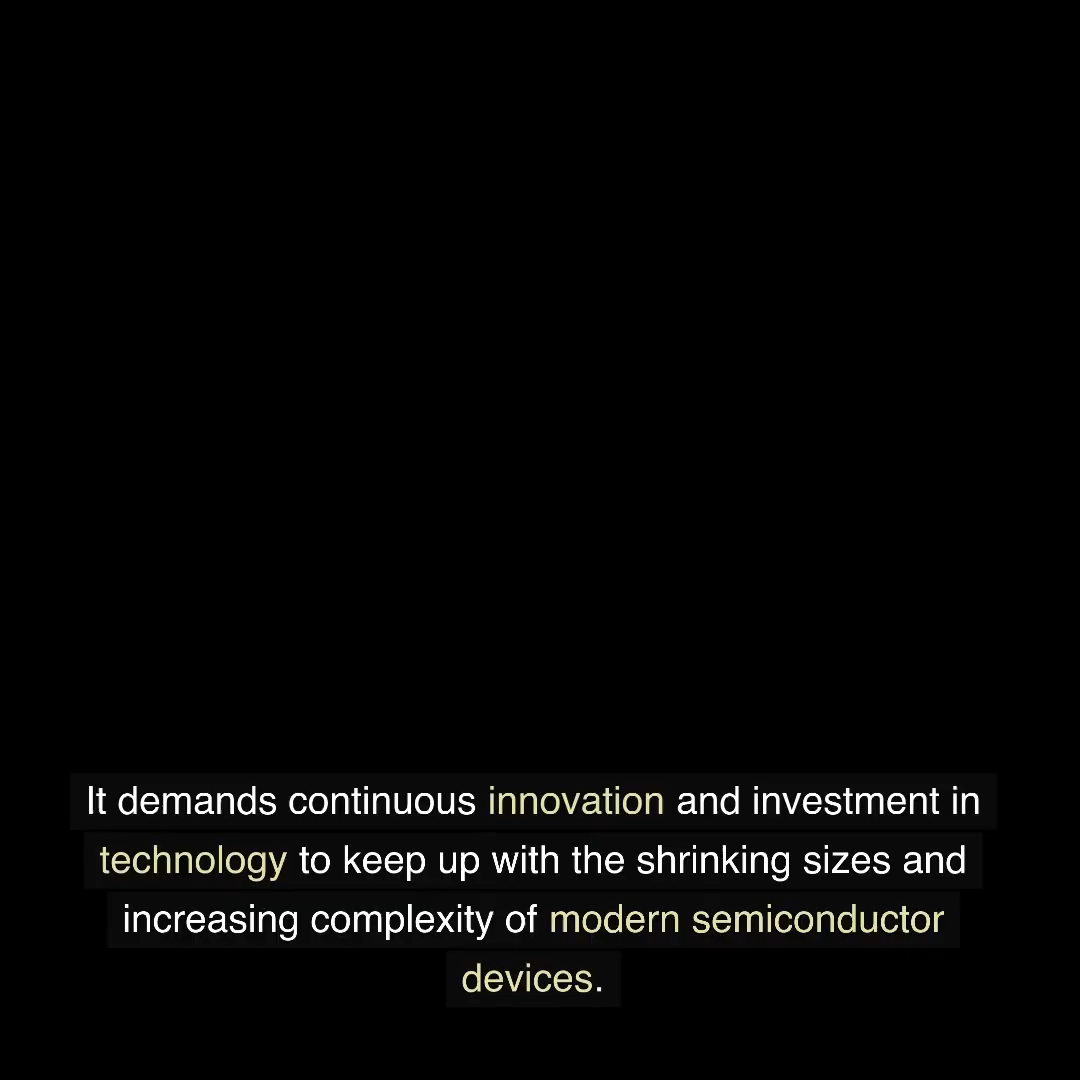 It demands continuous innovation and investment in
technology to keep up with the shrinking sizes and
increasing complexity of modern semiconductor
devices.